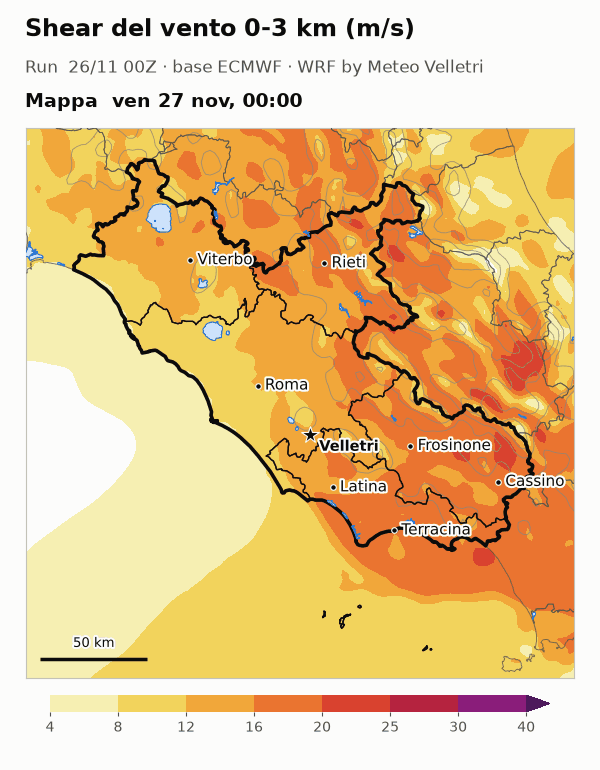 Shear del vento 0-3 km (m/s)
Run 26/11 00Z · base ECMWF · WRF by Meteo Velletri
Mappa ven 27 nov, 00:00
Viterbo
Rieti
Roma
Velletri
Frosinone
Latina
Cassino
Terracina
50 km
4 8 12 16 20 25 30 40